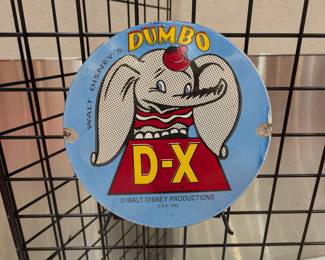 WALT DISNEY'S
DUMBO
D-X
© WALT DISNEY PRODUCTIONS
U.S.A. 1942